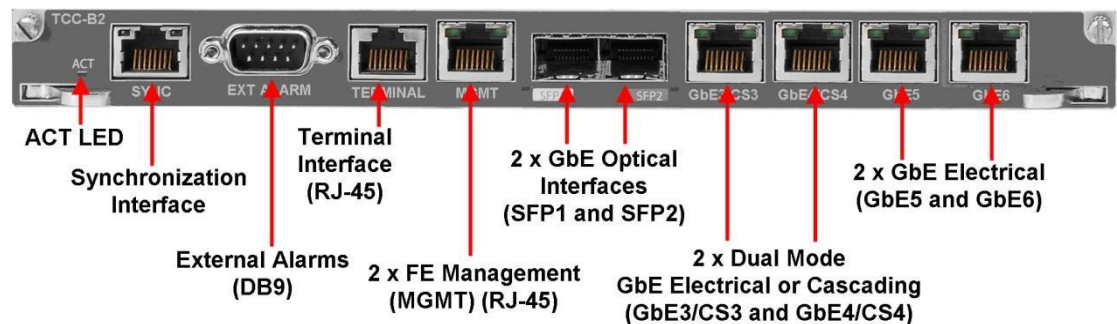 TCC-B2
ACT
SYNC
EXT ALARM
TERMINAL
MGMT
SFP1
SFP2
GbE3/CS3
GbE4/CS4
GbE5
GbE6
ACT LED
Synchronization
Interface
External Alarms
(DB9)
Terminal
Interface
(RJ-45)
2 x FE Management
(MGMT) (RJ-45)
2 x GbE Optical
Interfaces
(SFP1 and SFP2)
2 x Dual Mode
GbE Electrical or Cascading
(GbE3/CS3 and GbE4/CS4)
2 x GbE Electrical
(GbE5 and GbE6)